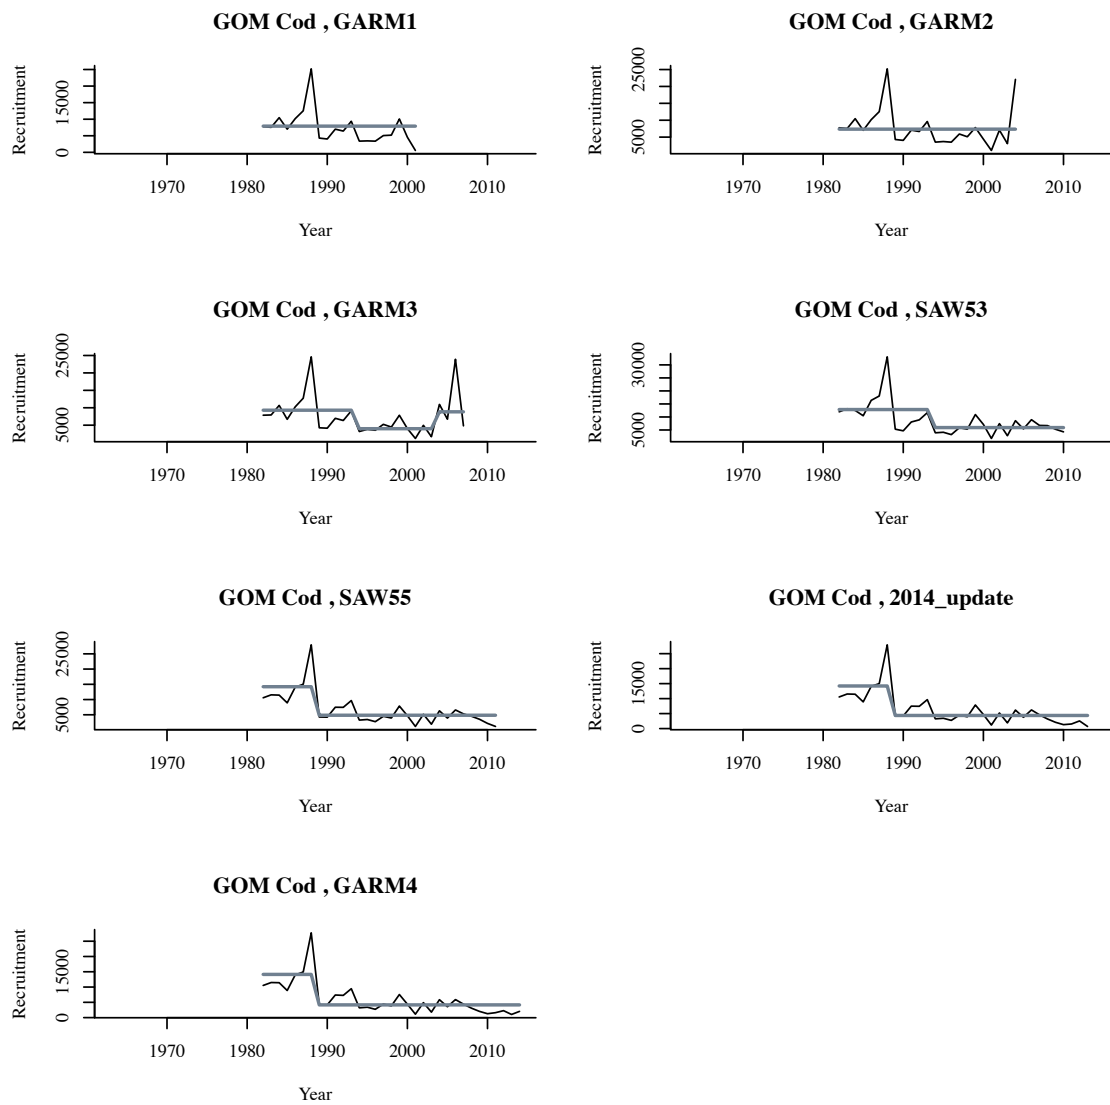 GOM Cod , GARM1
Recruitment
15000
0
1970 1980 1990 2000 2010
Year
GOM Cod , GARM2
Recruitment
25000
5000
1970 1980 1990 2000 2010
Year
GOM Cod , GARM3
Recruitment
25000
5000
1970 1980 1990 2000 2010
Year
GOM Cod , SAW53
Recruitment
30000
5000
1970 1980 1990 2000 2010
Year
GOM Cod , SAW55
Recruitment
25000
5000
1970 1980 1990 2000 2010
Year
GOM Cod , 2014_update
Recruitment
15000
0
1970 1980 1990 2000 2010
Year
GOM Cod , GARM4
Recruitment
15000
0
1970 1980 1990 2000 2010
Year